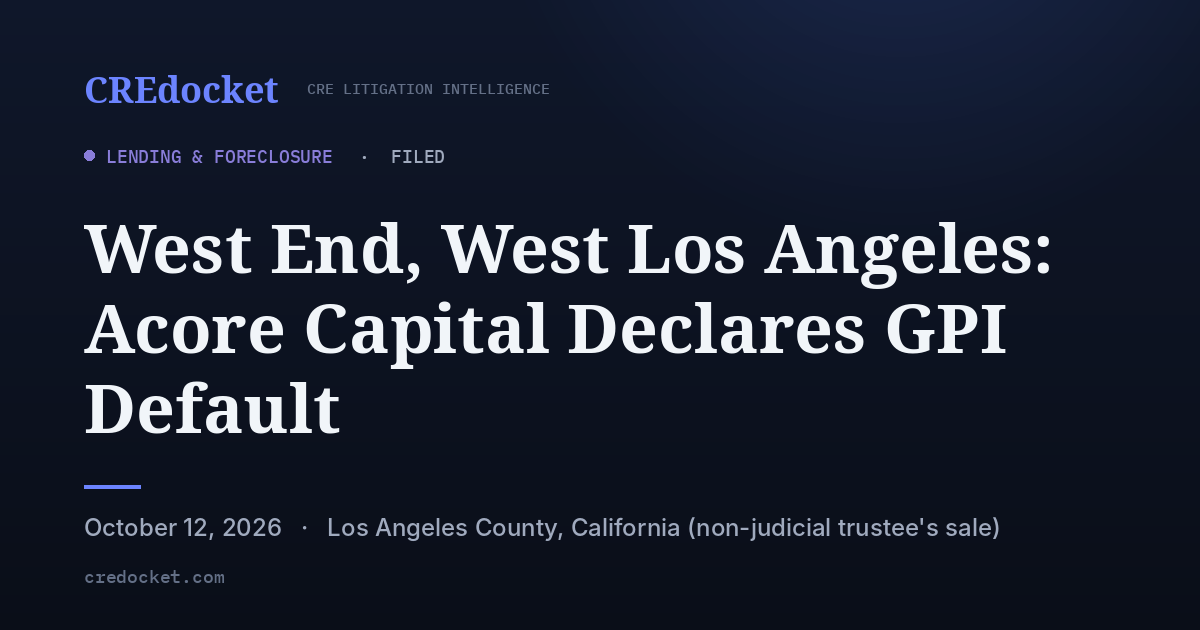 CREdocket CRE LITIGATION INTELLIGENCE
LENDING & FORECLOSURE · FILED
West End, West Los Angeles:
Acore Capital Declares GPI
Default
October 12, 2026 · Los Angeles County, California (non-judicial trustee's sale)
credocket.com